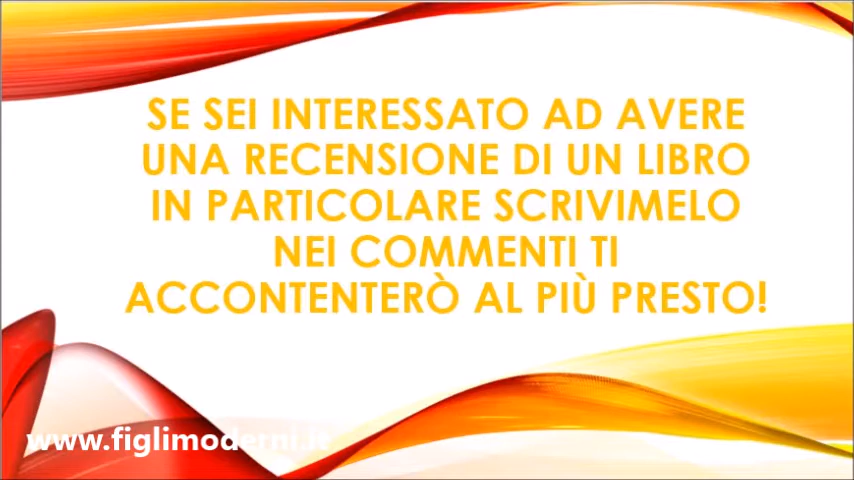 SE SEI INTERESSATO AD AVERE
UNA RECENSIONE DI UN LIBRO
IN PARTICOLARE SCRIVIMELO
NEI COMMENTI TI
ACCONTENTERÒ AL PIÙ PRESTO!
www.figlimoderni.it